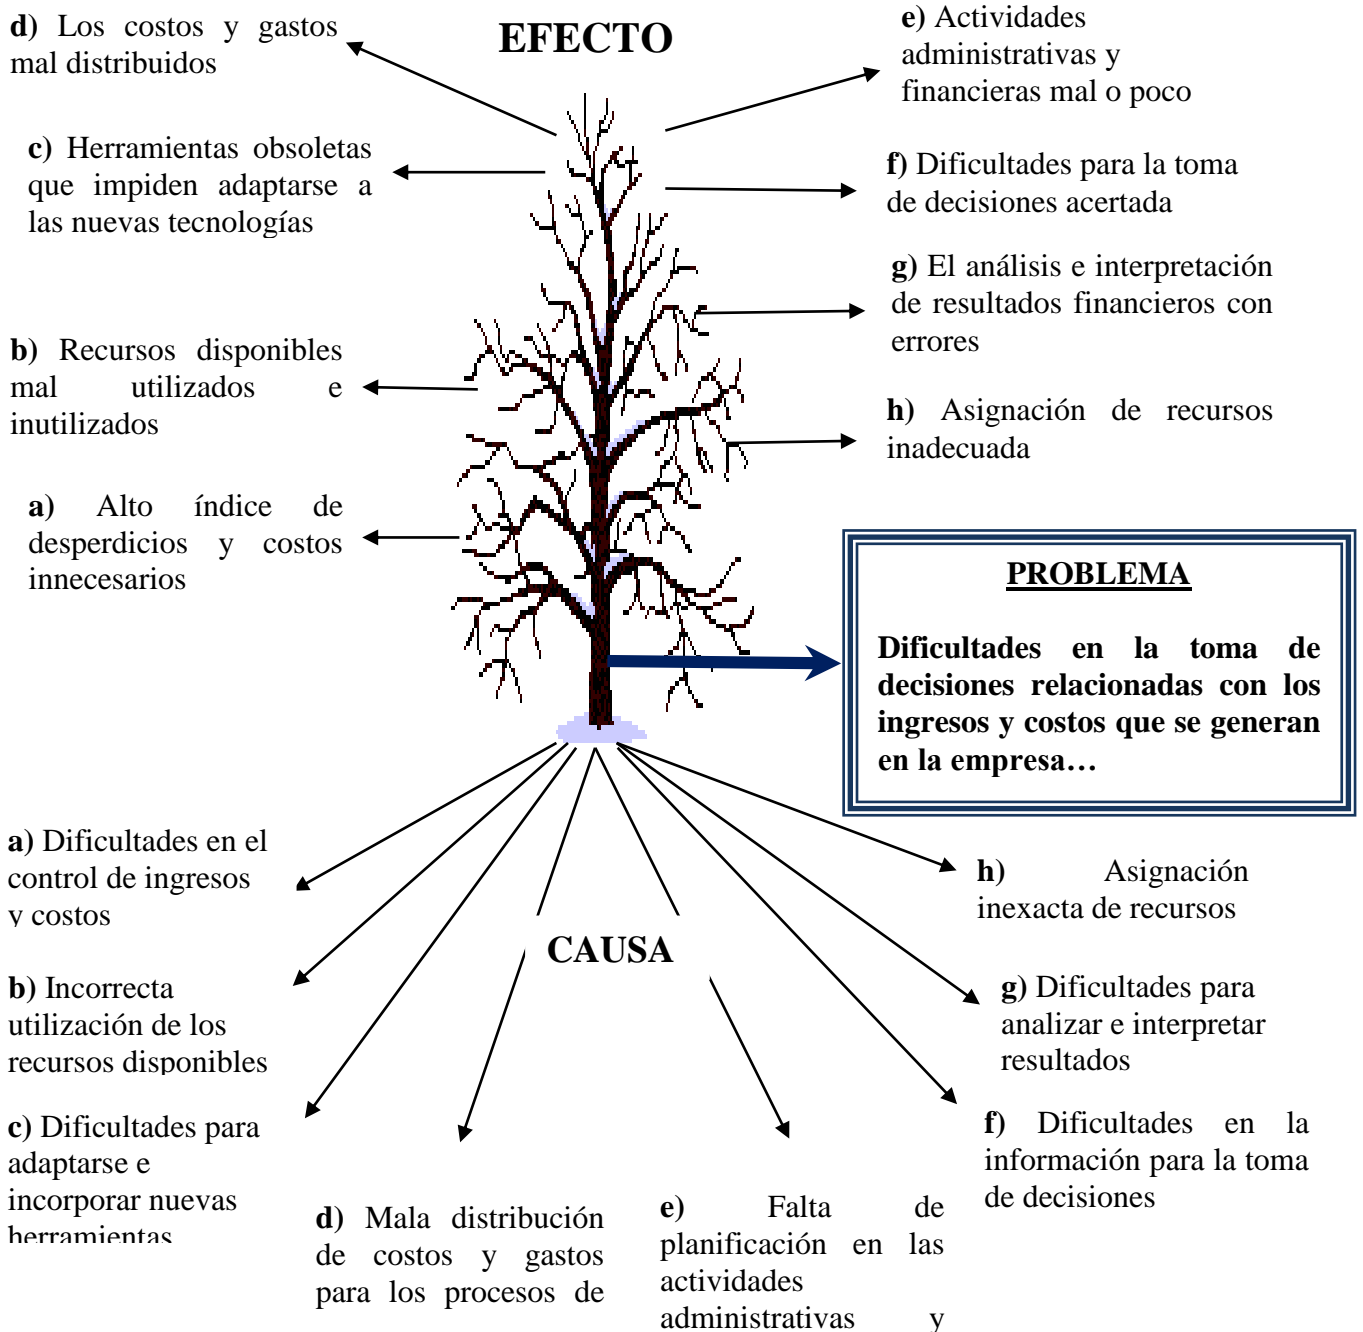 EFECTO
d) Los costos y gastos
mal distribuidos
e) Actividades
administrativas y
financieras mal o poco
c) Herramientas obsoletas
que impiden adaptarse a
las nuevas tecnologías
f) Dificultades para la toma
de decisiones acertada
g) El análisis e interpretación
de resultados financieros con
errores
b) Recursos disponibles
mal utilizados e
inutilizados
h) Asignación de recursos
inadecuada
a) Alto índice de
desperdicios y costos
innecesarios
PROBLEMA
Dificultades en la toma de
decisiones relacionadas con los
ingresos y costos que se generan
en la empresa…
a) Dificultades en el
control de ingresos
y costos
h) Asignación
inexacta de recursos
CAUSA
b) Incorrecta
utilización de los
recursos disponibles
g) Dificultades para
analizar e interpretar
resultados
c) Dificultades para
adaptarse e
incorporar nuevas
herramientas
f) Dificultades en la
información para la toma
de decisiones
d) Mala distribución
de costos y gastos
para los procesos de
e) Falta de
planificación en las
actividades
administrativas y